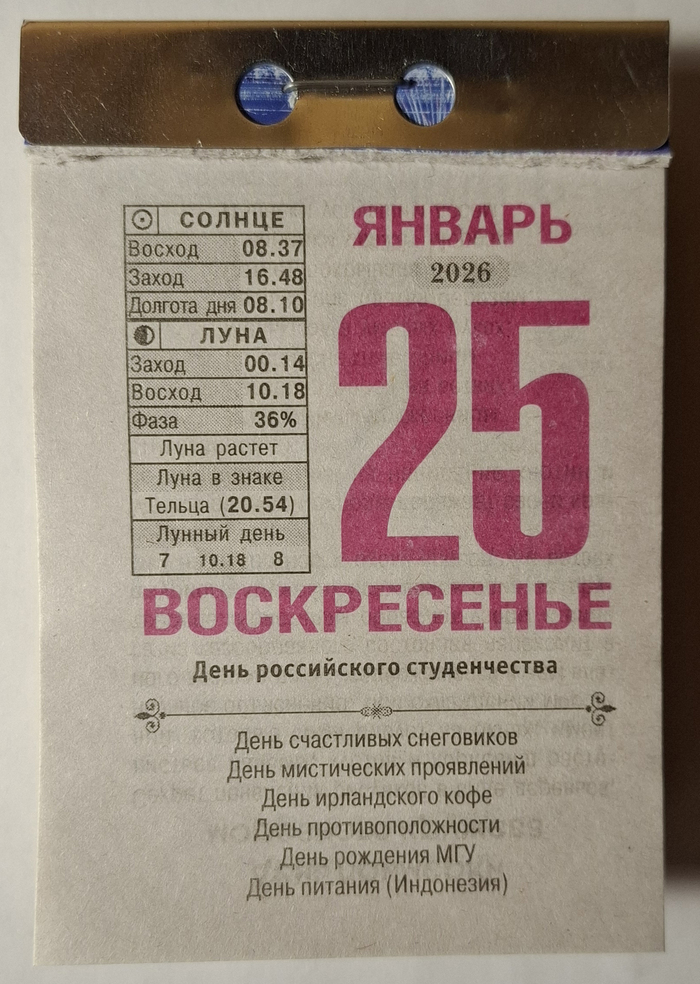 СОЛНЦЕ
Восход 08.37
Заход 16.48
Долгота дня 08.10
ЛУНА
Заход 00.14
Восход 10.18
Фаза 36%
Луна растет
Луна в знаке
Тельца (20.54)
Лунный день
7 10.18 8
ЯНВАРЬ
2026
25
ВОСКРЕСЕНЬЕ
День российского студенчества
День счастливых снеговиков
День мистических проявлений
День ирландского кофе
День противоположности
День рождения МГУ
День питания (Индонезия)